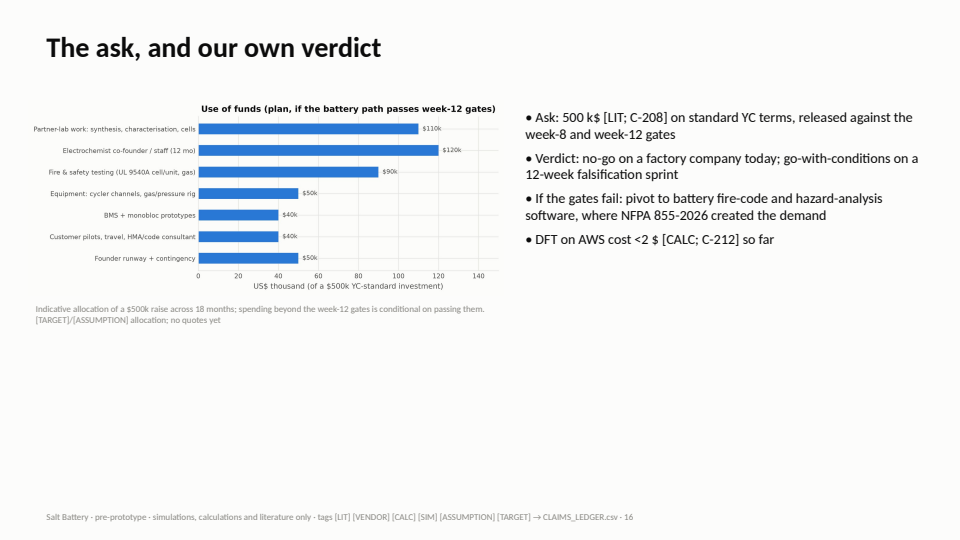 The ask, and our own verdict
Use of funds (plan, if the battery path passes week-12 gates)
Partner-lab work: synthesis, characterisation, cells
$110k
Electrochemist co-founder / staff (12 mo)
$120k
Fire & safety testing (UL 9540A cell/unit, gas)
$90k
Equipment: cycler channels, gas/pressure rig
$50k
BMS + monobloc prototypes
$40k
Customer pilots, travel, HMA/code consultant
$40k
Founder runway + contingency
$50k
0 20 40 60 80 100 120 140
US$ thousand (of a $500k YC-standard investment)
Indicative allocation of a $500k raise across 18 months; spending beyond the week-12 gates is conditional on passing them.
[TARGET]/[ASSUMPTION] allocation; no quotes yet
• Ask: 500 k$ [LIT; C-208] on standard YC terms, released against the
week-8 and week-12 gates
• Verdict: no-go on a factory company today; go-with-conditions on a
12-week falsification sprint
• If the gates fail: pivot to battery fire-code and hazard-analysis
software, where NFPA 855-2026 created the demand
• DFT on AWS cost <2 $ [CALC; C-212] so far
Salt Battery - pre-prototype - simulations, calculations and literature only - tags [LIT] [VENDOR] [CALC] [SIM] [ASSUMPTION] [TARGET] → CLAIMS_LEDGER.csv - 16